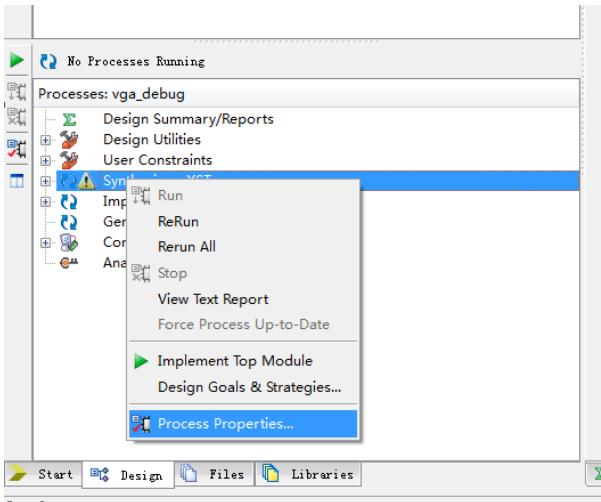 No Processes Running
Processes: vga_debug
Design Summary/Reports
Design Utilities
User Constraints
Run
ReRun
Rerun All
Stop
View Text Report
Force Process Up-to-Date
Implement Top Module
Design Goals & Strategies...
Process Properties...
Start Design Files Libraries